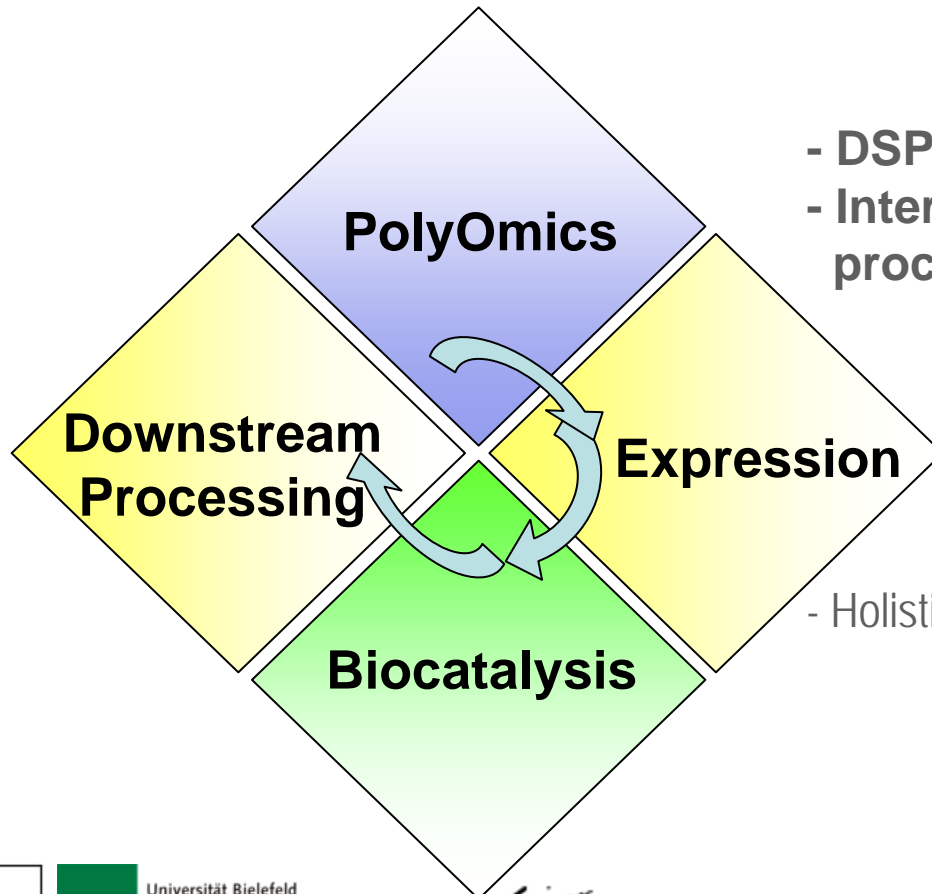 PolyOmics
- DSP
- Inter
proc
Downstream
Processing
Expression
- Holisti
Biocatalysis
Universität Bielefeld